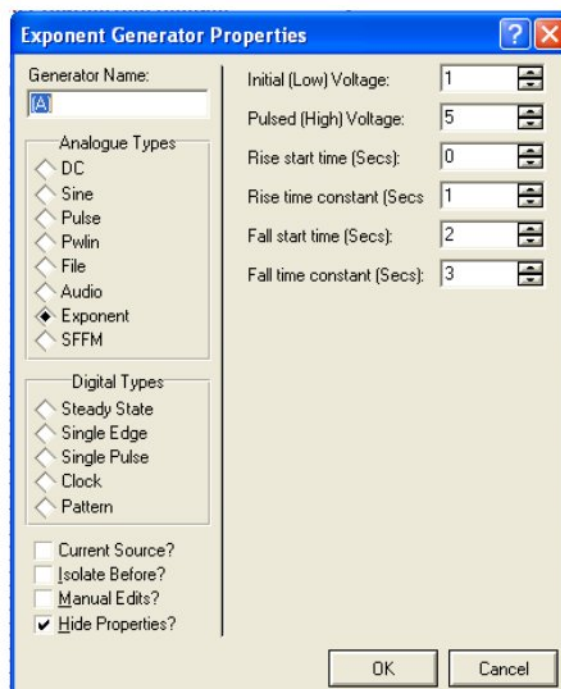 Exponent Generator Properties
Generator Name:
(A)
Analogue Types
DC
Sine
Pulse
Pwlin
File
Audio
Exponent
SFFM
Digital Types
Steady State
Single Edge
Single Pulse
Clock
Pattern
Current Source?
Isolate Before?
Manual Edits?
Hide Properties?
Initial (Low) Voltage: 1
Pulsed (High) Voltage: 5
Rise start time (Secs): 0
Rise time constant (Secs 1
Fall start time (Secs): 2
Fall time constant (Secs): 3
OK Cancel